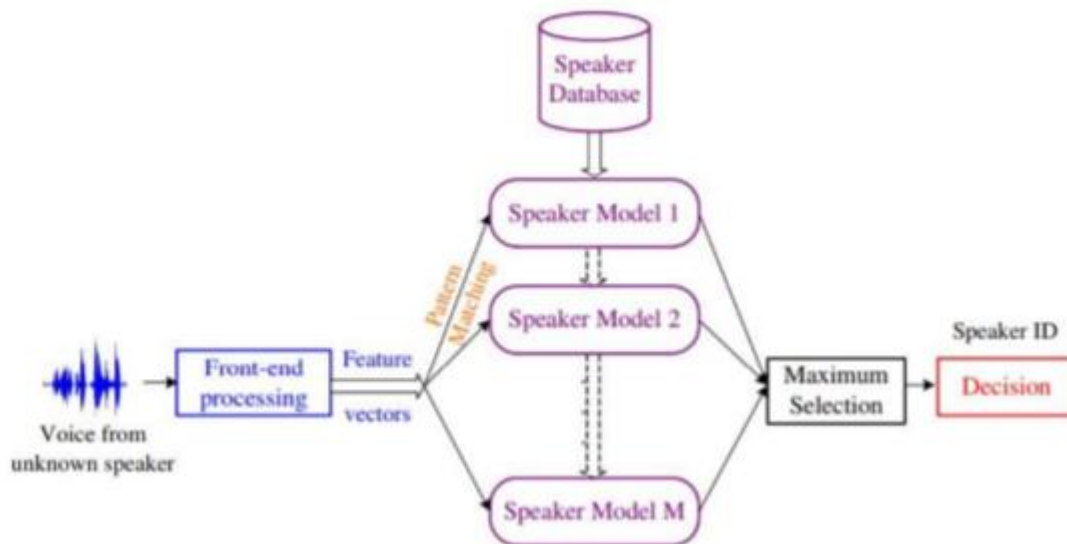 Speaker
Database
Speaker Model 1
Pattern
Matching
Speaker Model 2
Speaker ID
Feature
Front-end
processing
vectors
Maximum
Selection
Decision
Voice from
unknown speaker
Speaker Model M